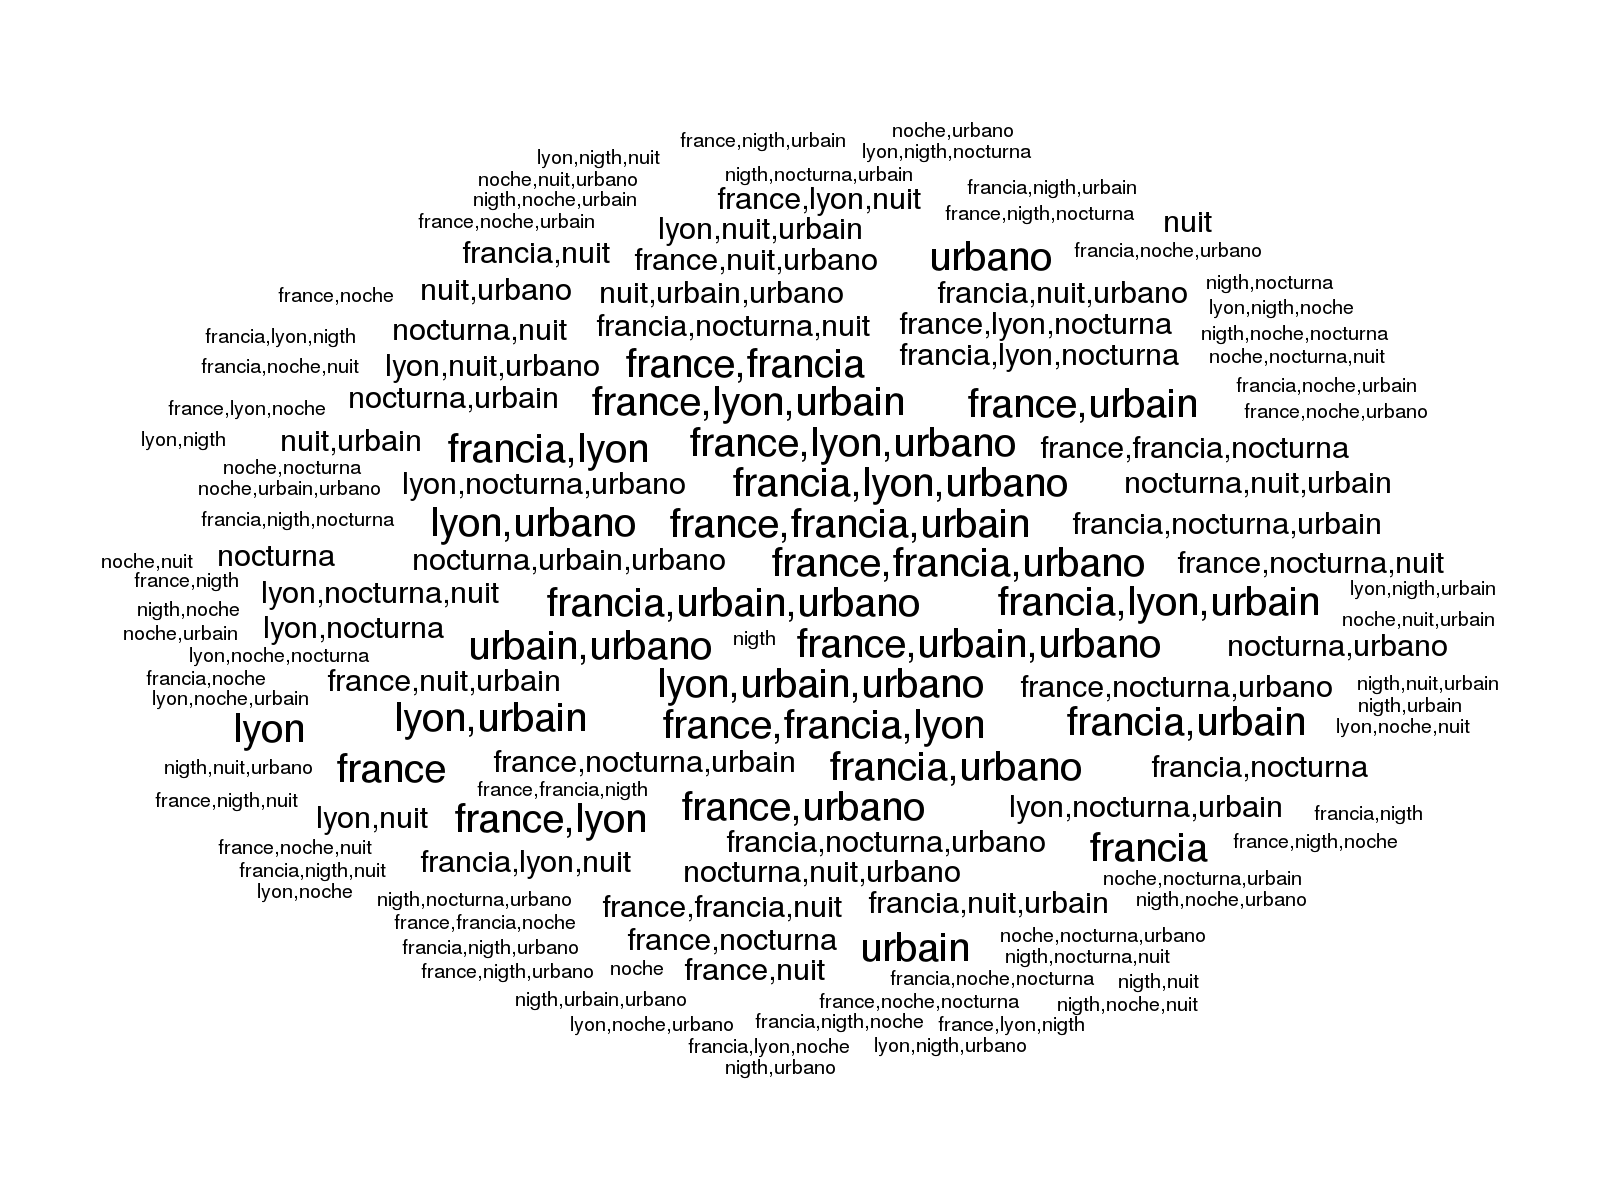 noche,urbano
france,nigth,urbain
lyon,nigth,nocturna
lyon,nigth,nuit
nigth,nocturna,urbain
noche,nuit,urbano
francia,nigth,urbain
nigth,noche,urbain
france,lyon,nuit
france,nigth,nocturna
france,noche,urbain
nuit
lyon,nuit,urbain
francia,nuit
france,nuit,urbano
urbano
francia,noche,urbano
nigth,nocturna
france,noche
nuit,urbano
nuit,urbain,urbano
francia,nuit,urbano
lyon,nigth,noche
francia,lyon,nigth
nocturna,nuit
francia,nocturna,nuit
france,lyon,nocturna
nigth,noche,nocturna
francia,noche,nuit
lyon,nuit,urbano
france,francia
francia,lyon,nocturna
noche,nocturna,nuit
francia,noche,urbain
france,lyon,noche
nocturna,urbain
france,lyon,urbain
france,urbain
france,noche,urbano
lyon,nigth
nuit,urbain
francia,lyon
france,lyon,urbano
france,francia,nocturna
noche,nocturna
noche,urbain,urbano
lyon,nocturna,urbano
francia,lyon,urbano
nocturna,nuit,urbain
francia,nigth,nocturna
lyon,urbano
france,francia,urbain
francia,nocturna,urbain
noche,nuit
nocturna
nocturna,urbain,urbano
france,francia,urbano
france,nocturna,nuit
france,nigth
lyon,nigth,urbain
lyon,nocturna,nuit
francia,urbain,urbano
francia,lyon,urbain
nigth,noche
noche,nuit,urbain
noche,urbain
lyon,nocturna
urbain,urbano
nigth
france,urbain,urbano
nocturna,urbano
lyon,noche,nocturna
francia,noche
france,nuit,urbain
lyon,urbain,urbano
france,nocturna,urbano
nigth,nuit,urbain
lyon,noche,urbain
nigth,urbain
lyon
lyon,urbain
france,francia,lyon
francia,urbain
lyon,noche,nuit
nigth,nuit,urbano
france
france,nocturna,urbain
francia,urbano
francia,nocturna
france,francia,nigth
france,nigth,nuit
lyon,nuit
france,lyon
france,urbano
lyon,nocturna,urbain
francia,nigth
france,noche,nuit
francia,nocturna,urbano
francia
france,nigth,noche
francia,nigth,nuit
francia,lyon,nuit
nocturna,nuit,urbano
noche,nocturna,urbain
lyon,noche
nigth,nocturna,urbano
france,francia,nuit
francia,nuit,urbain
nigth,noche,urbano
france,francia,noche
francia,nigth,urbano
france,nocturna
urbain
noche,nocturna,urbano
nigth,nocturna,nuit
france,nigth,urbano
noche
france,nuit
francia,noche,nocturna
nigth,nuit
nigth,urbain,urbano
france,noche,nocturna
nigth,noche,nuit
lyon,noche,urbano
francia,nigth,noche
france,lyon,nigth
francia,lyon,noche
lyon,nigth,urbano
nigth,urbano